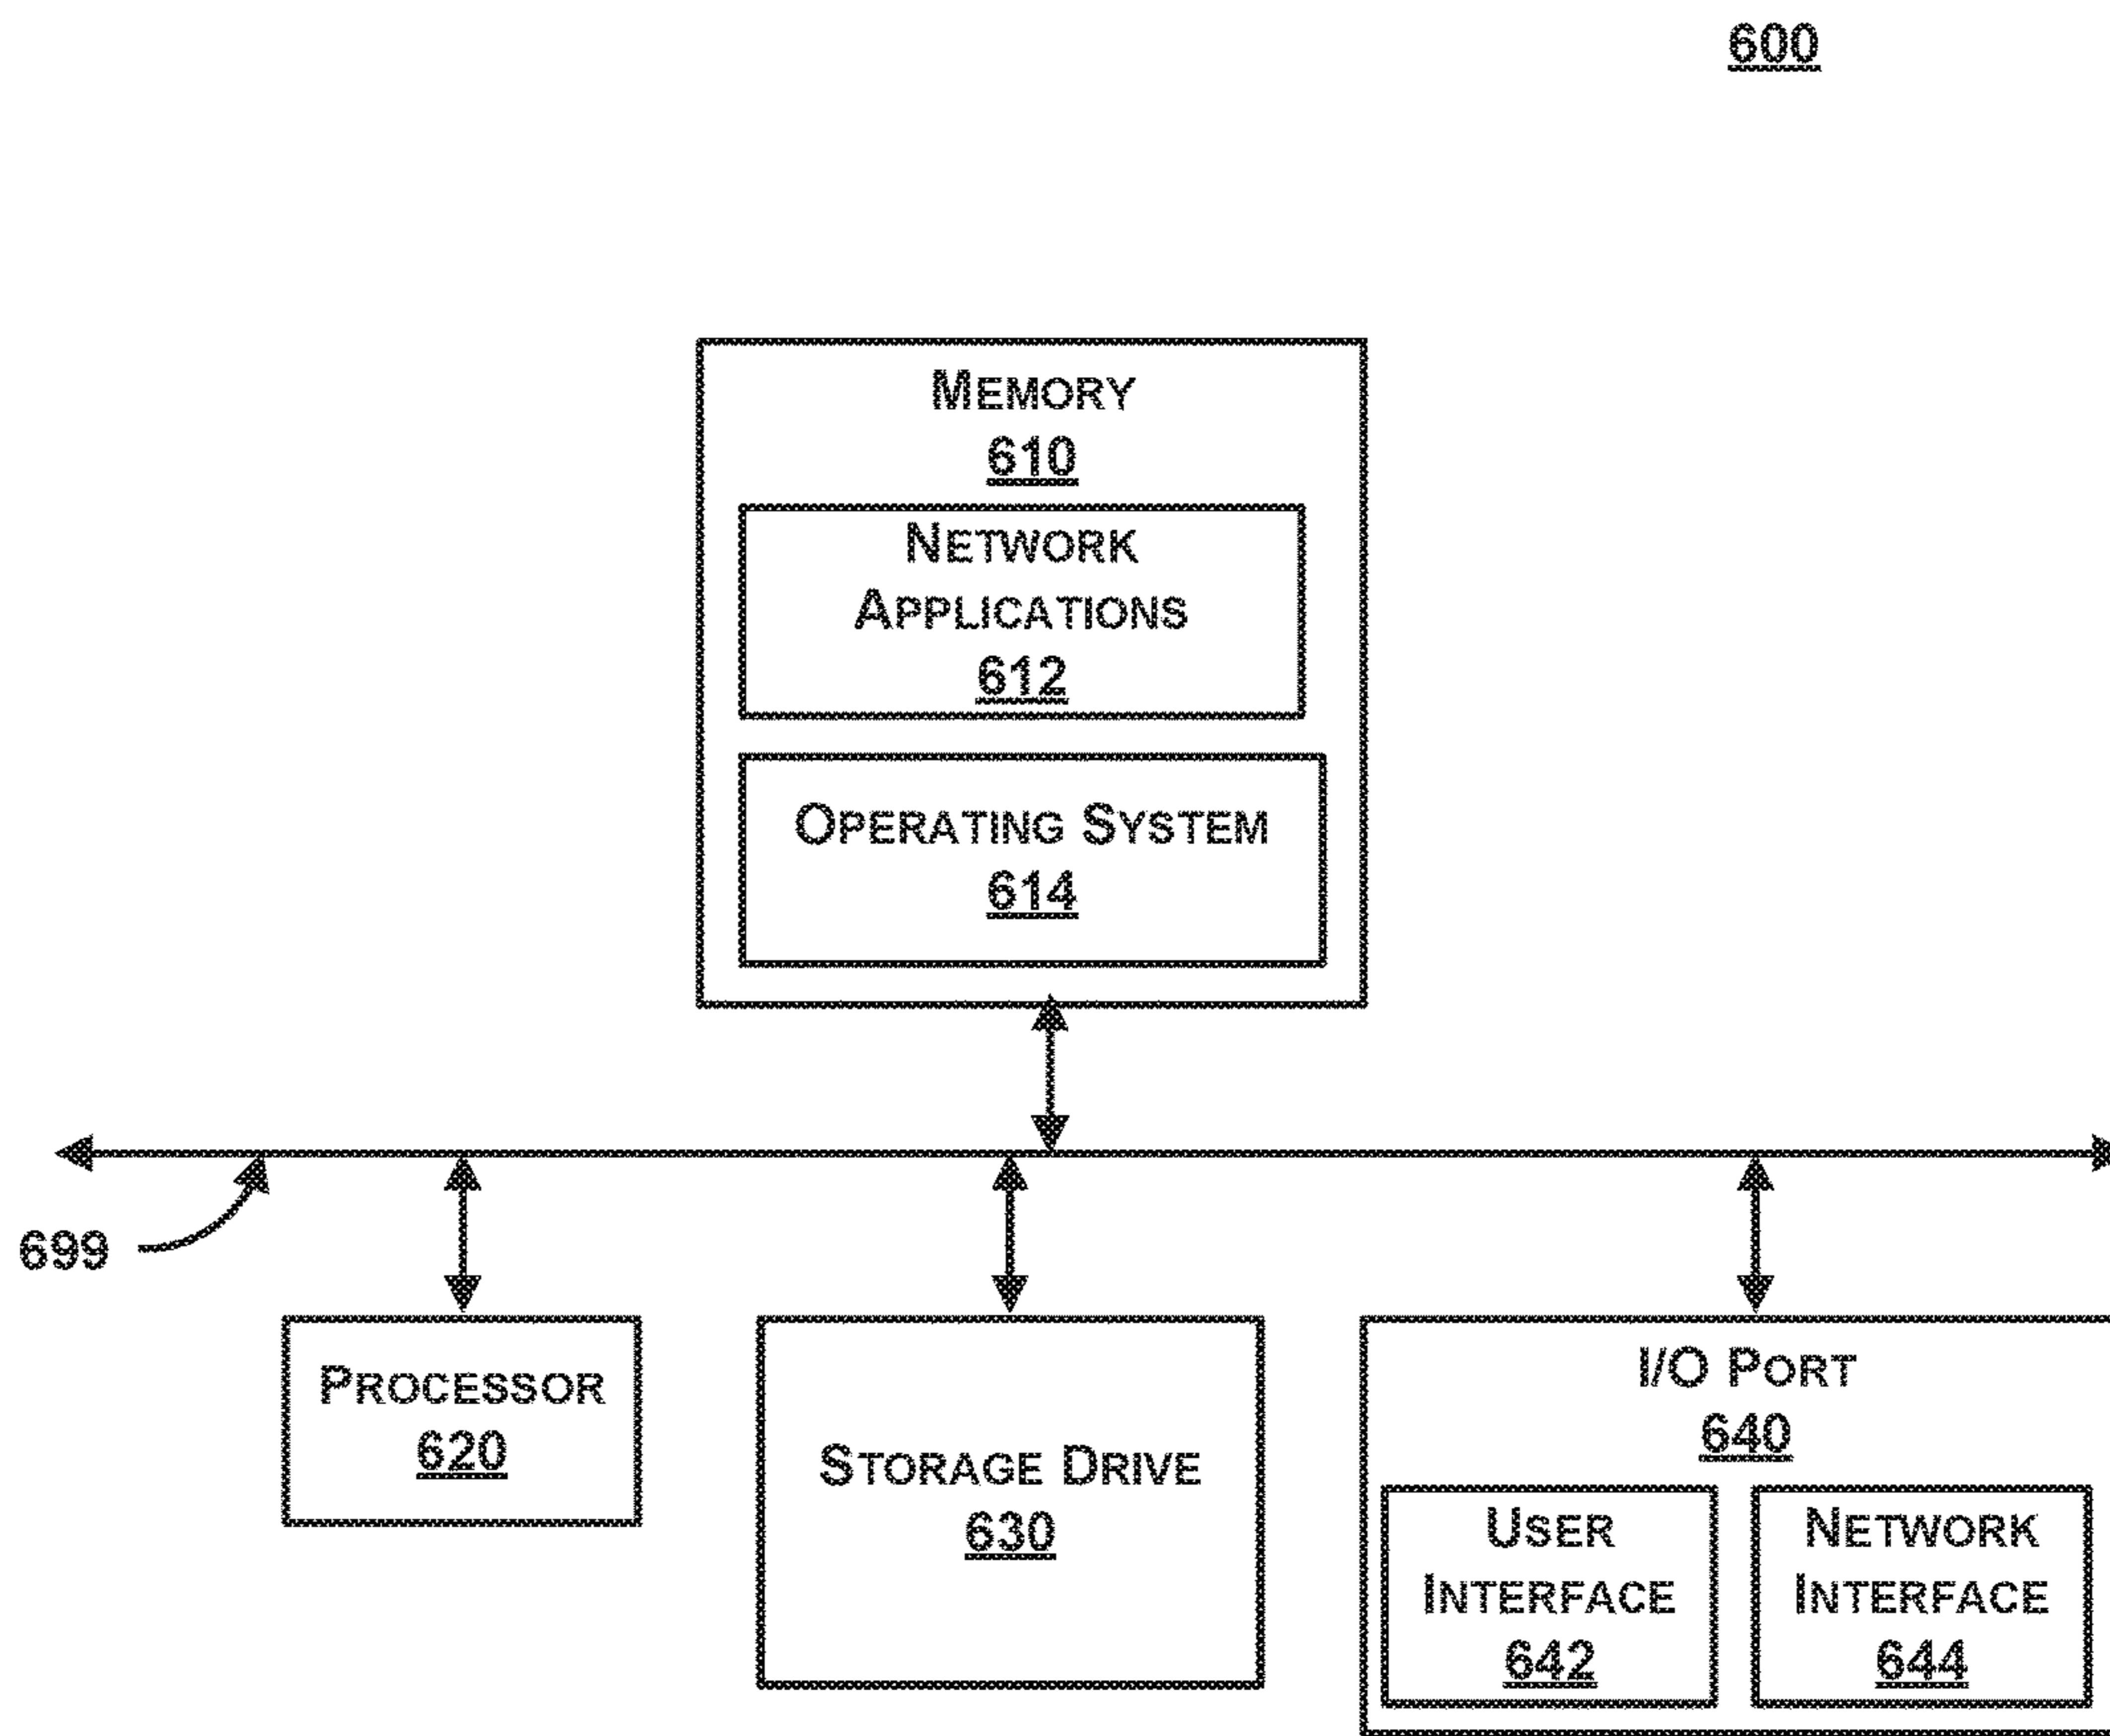 600
MEMORY
610
NETWORK
APPLICATIONS
612
OPERATING SYSTEM
614
699
PROCESSOR
620
STORAGE DRIVE
630
I/O PORT
640
USER
INTERFACE
642
NETWORK
INTERFACE
644